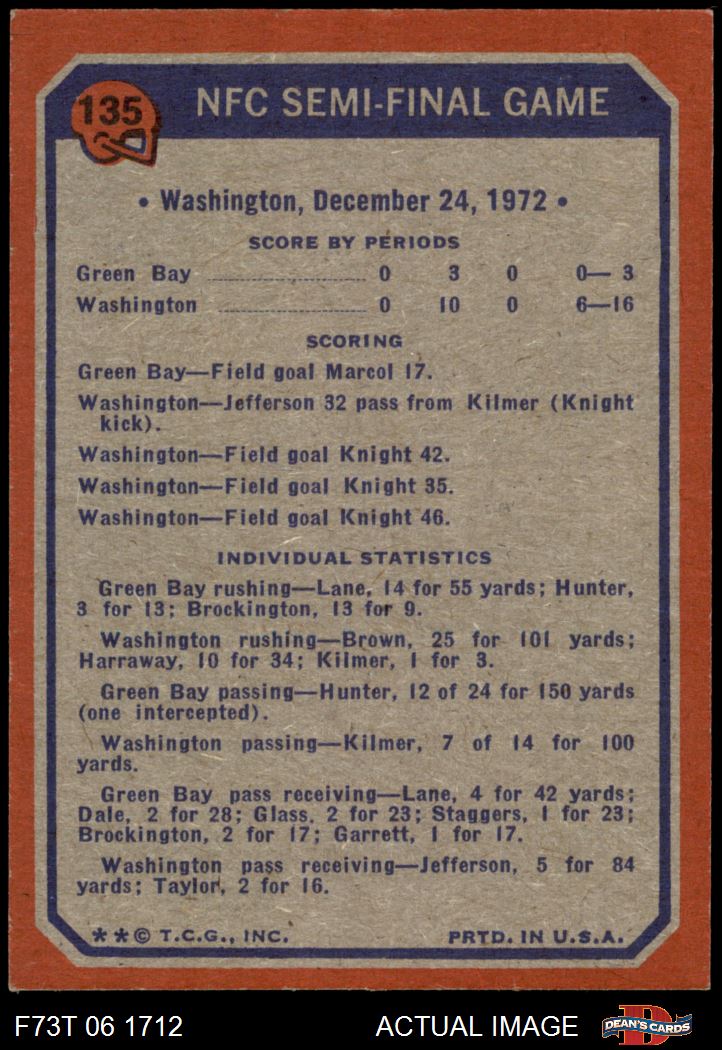 135
NFC SEMI-FINAL GAME
• Washington, December 24, 1972 •
SCORE BY PERIODS
Green Bay ........................ 0 3 0 0— 3
Washington ...................... 0 10 0 6—16
SCORING
Green Bay—Field goal Marcol 17.
Washington—Jefferson 32 pass from Kilmer (Knight
kick).
Washington—Field goal Knight 42.
Washington—Field goal Knight 35.
Washington—Field goal Knight 46.
INDIVIDUAL STATISTICS
Green Bay rushing—Lane, 14 for 55 yards; Hunter,
3 for 13; Brockington, 13 for 9.
Washington rushing—Brown, 25 for 101 yards;
Harraway, 10 for 34; Kilmer, 1 for 3.
Green Bay passing—Hunter, 12 of 24 for 150 yards
(one intercepted).
Washington passing—Kilmer, 7 of 14 for 100
yards.
Green Bay pass receiving—Lane, 4 for 42 yards;
Dale, 2 for 28; Glass, 2 for 23; Staggers, 1 for 23;
Brockington, 2 for 17; Garrett, 1 for 17.
Washington pass receiving—Jefferson, 5 for 84
yards; Taylor, 2 for 16.
**© T.C.G., INC. PRTD. IN U.S.A.
F73T 06 1712 ACTUAL IMAGE DEAN'S CARDS